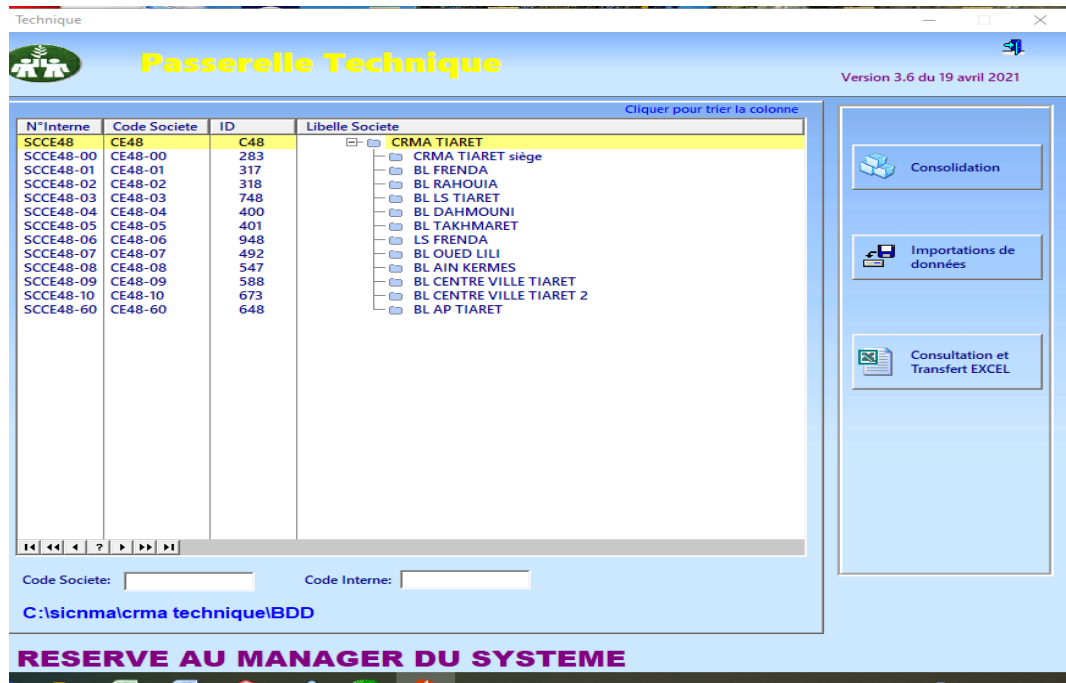 Technique
Passerelle Technique
Version 3.6 du 19 avril 2021
Cliquer pour trier la colonne
N°Interne Code Societe ID Libelle Societe
SCCE48 CE48 C48 CRMA TIARET
SCCE48-00 CE48-00 283 CRMA TIARET siège
SCCE48-01 CE48-01 317 BL FRENDA
SCCE48-02 CE48-02 318 BL RAHOUIA
SCCE48-03 CE48-03 748 BL LS TIARET
SCCE48-04 CE48-04 400 BL DAHMOUNI
SCCE48-05 CE48-05 401 BL TAKHMARET
SCCE48-06 CE48-06 948 LS FRENDA
SCCE48-07 CE48-07 492 BL OUED LILI
SCCE48-08 CE48-08 547 BL AIN KERMES
SCCE48-09 CE48-09 588 BL CENTRE VILLE TIARET
SCCE48-10 CE48-10 673 BL CENTRE VILLE TIARET 2
SCCE48-60 CE48-60 648 BL AP TIARET
?
Code Societe: Code Interne:
C:\sicnma\crma technique\BDD
Consolidation
Importations de
données
Consultation et
Transfert EXCEL
RESERVE AU MANAGER DU SYSTEME